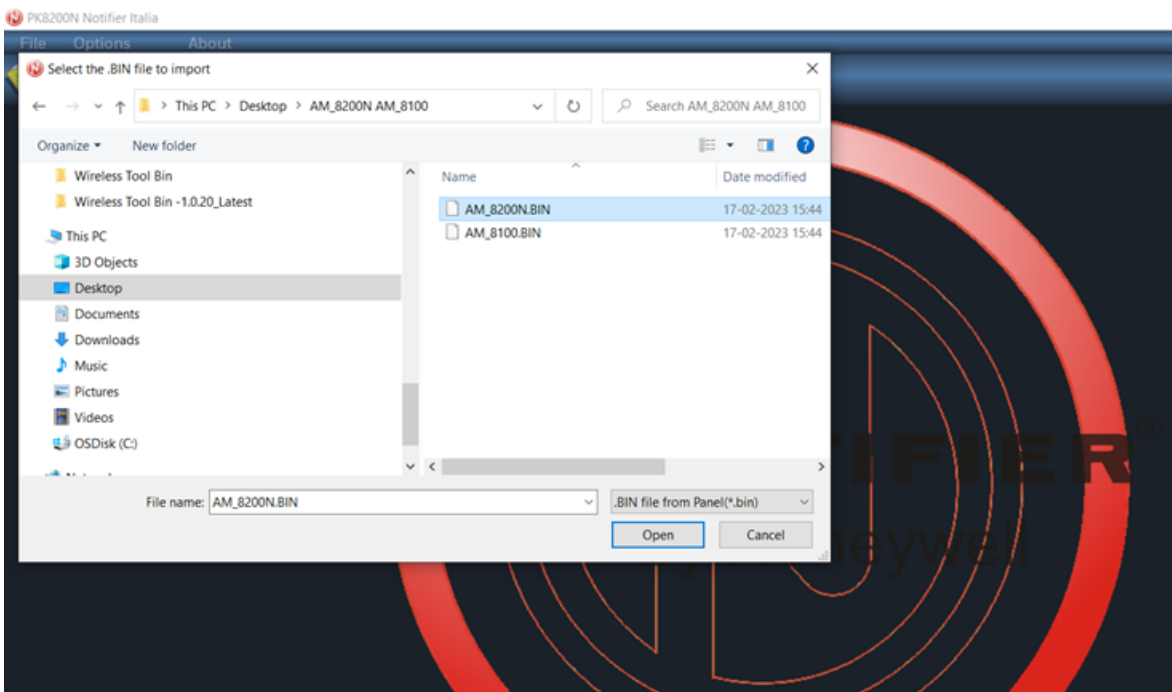 PK8200N Notifier Italia
File Options About
Select the .BIN file to import
This PC > Desktop > AM_8200N AM_8100
Search AM_8200N AM_8100
Organize New folder
Wireless Tool Bin
Wireless Tool Bin -1.0.20_Latest
This PC
3D Objects
Desktop
Documents
Downloads
Music
Pictures
Videos
OSDisk (C:)
Name Date modified
AM_8200N.BIN 17-02-2023 15:44
AM_8100.BIN 17-02-2023 15:44
File name: AM_8200N.BIN
.BIN file from Panel(*.bin)
Open Cancel
IFIER®
eywell